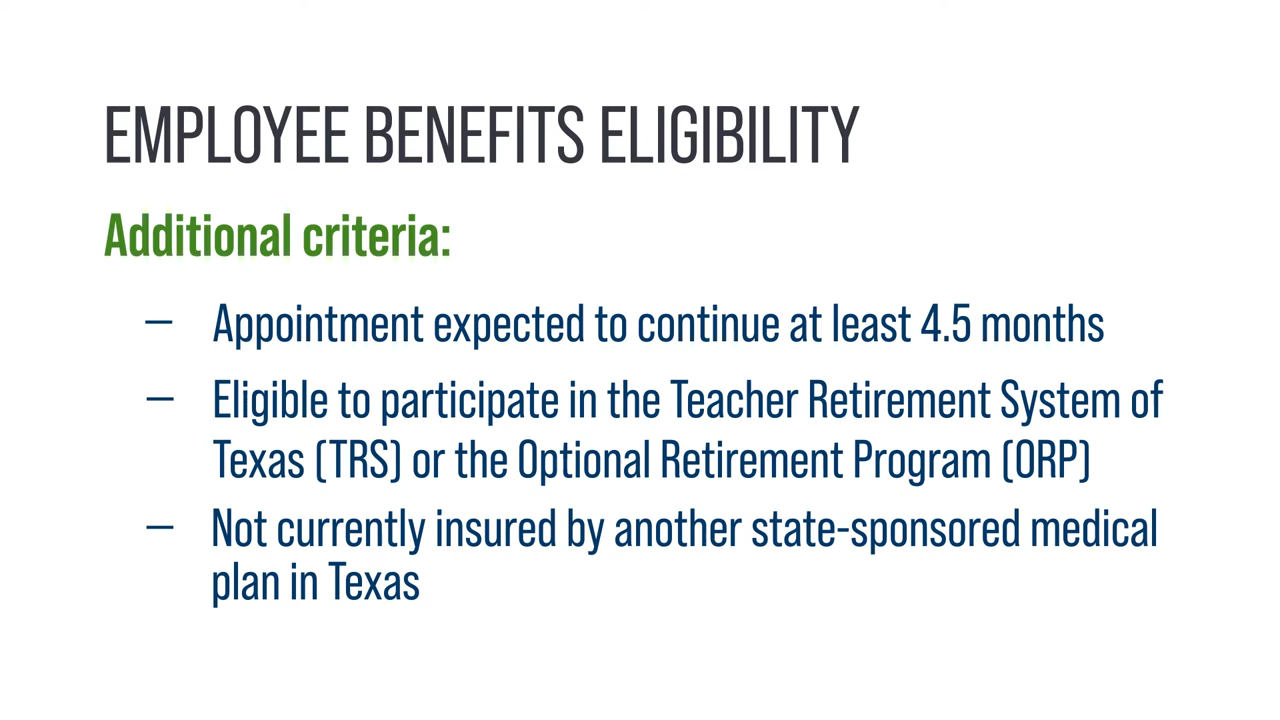 EMPLOYEE BENEFITS ELIGIBILITY
Additional criteria:
– Appointment expected to continue at least 4.5 months
– Eligible to participate in the Teacher Retirement System of
Texas (TRS) or the Optional Retirement Program (ORP)
– Not currently insured by another state-sponsored medical
plan in Texas